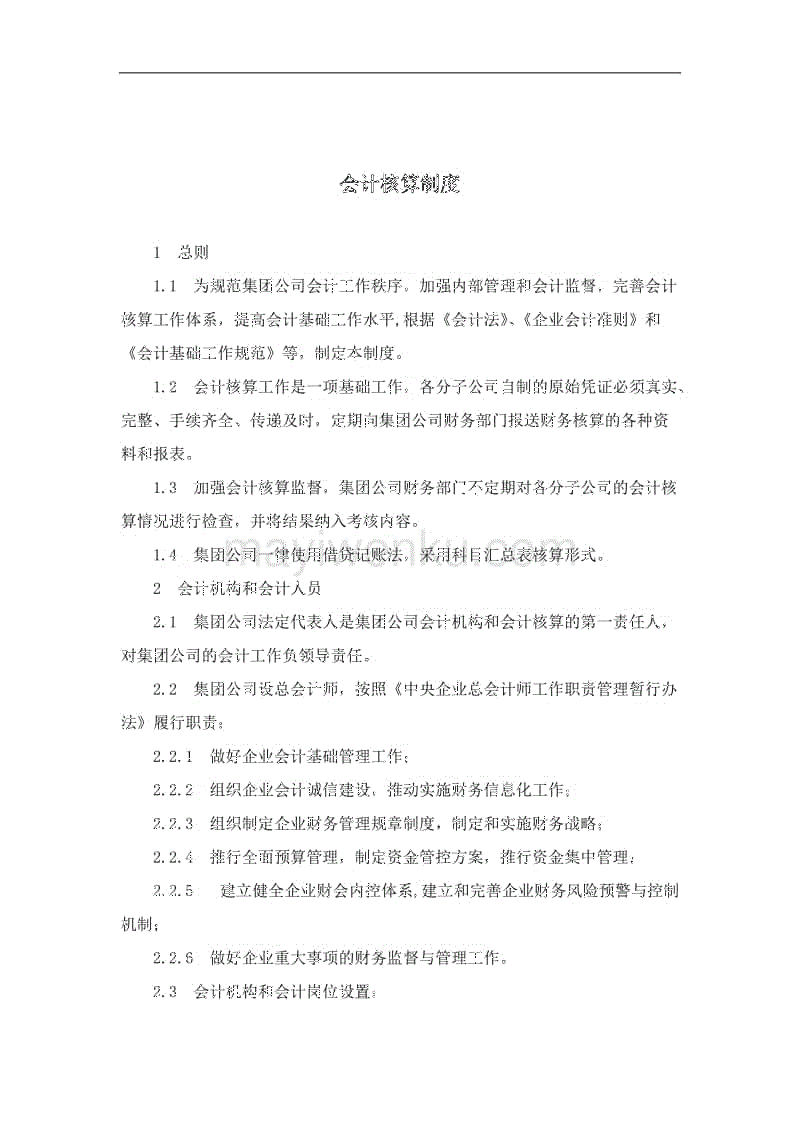 会计核算制度
1 总则
1.1 为规范集团公司会计工作秩序，加强内部管理和会计监督，完善会计
核算工作体系，提高会计基础工作水平,根据《会计法》、《企业会计准则》和
《会计基础工作规范》等，制定本制度。
1.2 会计核算工作是一项基础工作，各分子公司自制的原始凭证必须真实、
完整、手续齐全、传递及时，定期向集团公司财务部门报送财务核算的各种资
料和报表。
1.3 加强会计核算监督，集团公司财务部门不定期对各分子公司的会计核
算情况进行检查，并将结果纳入考核内容。
1.4 集团公司一律使用借贷记账法，采用科目汇总表核算形式。
mayiwenku.com
2 会计机构和会计人员
2.1 集团公司法定代表人是集团公司会计机构和会计核算的第一责任人，
对集团公司的会计工作负领导责任。
2.2 集团公司设总会计师，按照《中央企业总会计师工作职责管理暂行办
法》履行职责：
2.2.1 做好企业会计基础管理工作；
2.2.2 组织企业会计诚信建设，推动实施财务信息化工作；
2.2.3 组织制定企业财务管理规章制度，制定和实施财务战略；
2.2.4 推行全面预算管理，制定资金管控方案，推行资金集中管理；
2.2.5 建立健全企业财会内控体系,建立和完善企业财务风险预警与控制
机制；
2.2.6 做好企业重大事项的财务监督与管理工作。
2.3 会计机构和会计岗位设置：